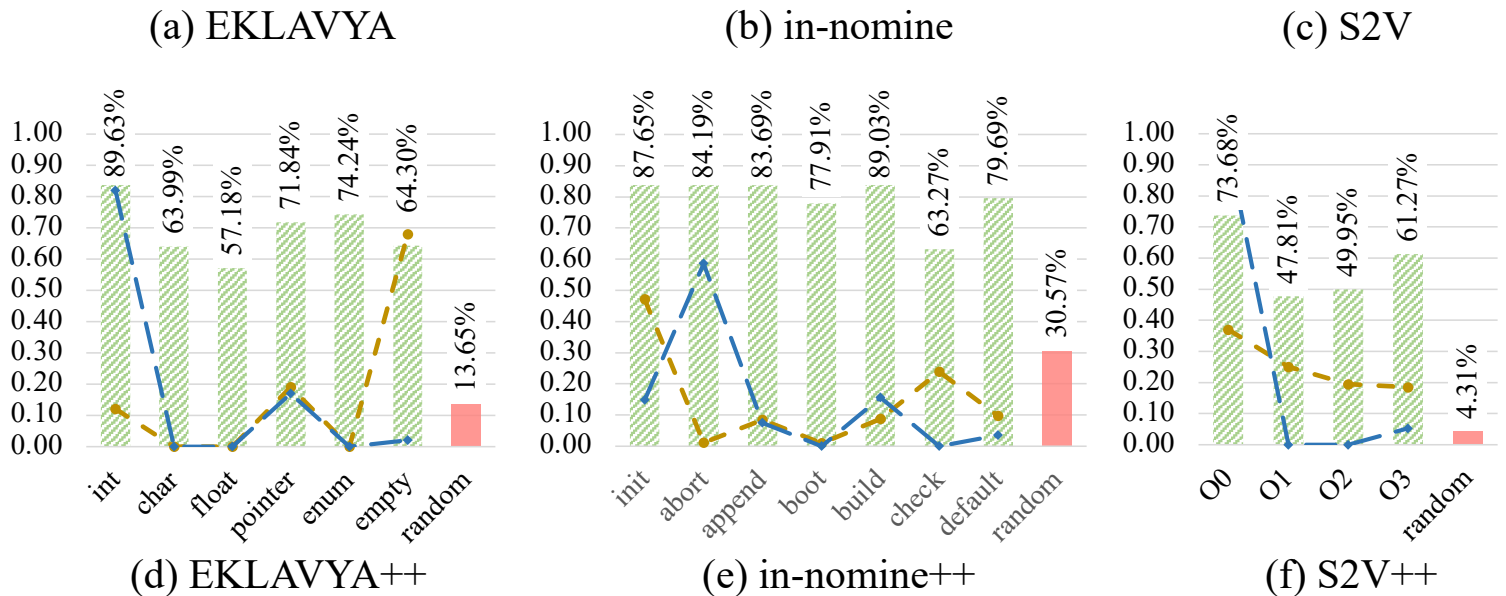 (a) EKLAVYA
(b) in-nomine
(c) S2V
1.00
0.90
0.80
0.70
0.60
0.50
0.40
0.30
0.20
0.10
0.00
89.63%
63.99%
57.18%
71.84%
74.24%
64.30%
13.65%
int
char
float
pointer
enum
empty
random
1.00
0.90
0.80
0.70
0.60
0.50
0.40
0.30
0.20
0.10
0.00
87.65%
84.19%
83.69%
77.91%
89.03%
63.27%
79.69%
30.57%
init
abort
append
boot
build
check
default
random
1.00
0.90
0.80
0.70
0.60
0.50
0.40
0.30
0.20
0.10
0.00
73.68%
47.81%
49.95%
61.27%
4.31%
O0
O1
O2
O3
random
(d) EKLAVYA++
(e) in-nomine++
(f) S2V++